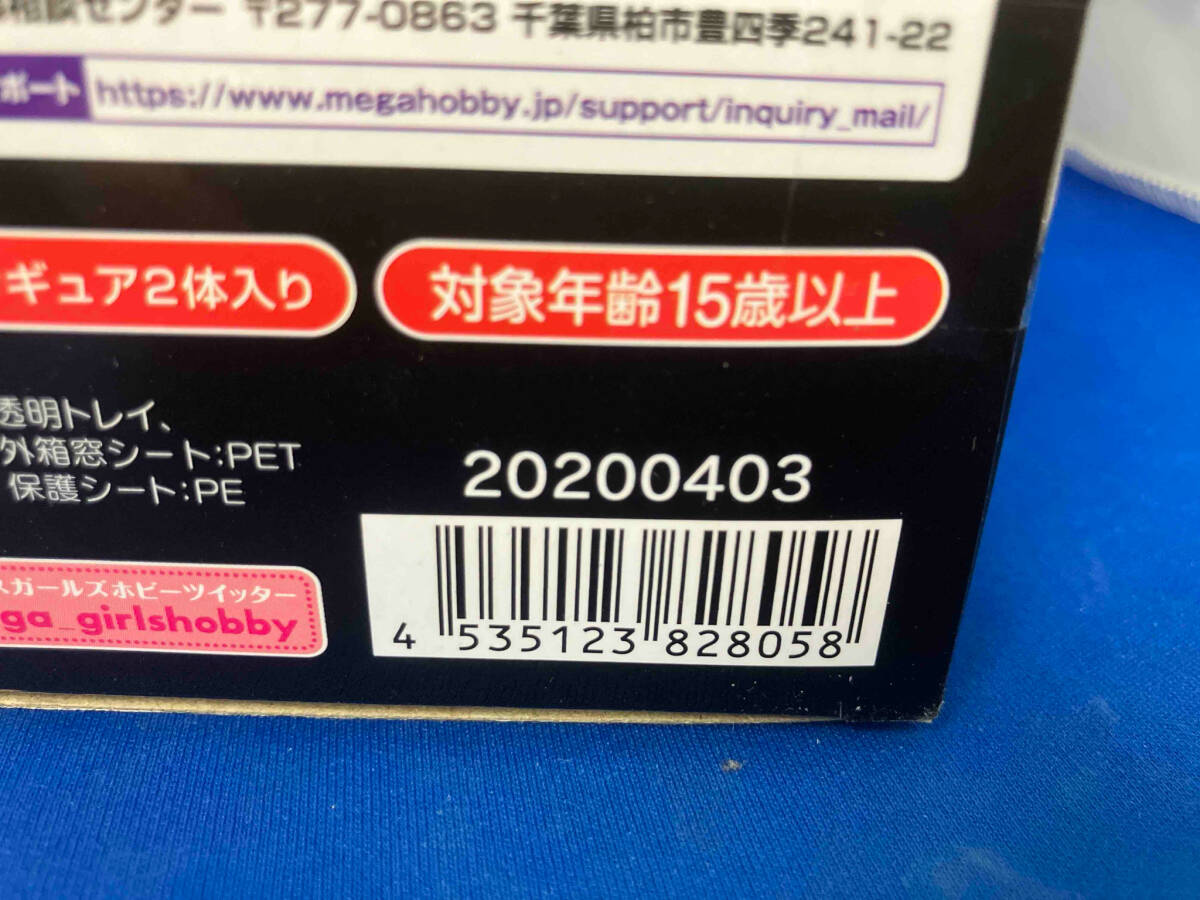 相談センター 〒277-0863 千葉県柏市豊四季241-22
ポート https://www.megahobby.jp/support/inquiry_mail/
ギュア2体入り
対象年齢15歳以上
透明トレイ、
外箱窓シート:PET
保護シート:PE
20200403
スガールズホビーツイッター
ga_girlshobby
4 535123 828058